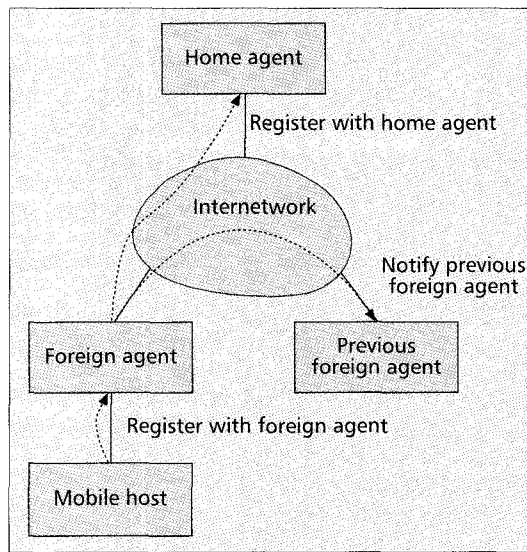 Home agent
Register with home agent
Internetwork
Notify previous
foreign agent
Foreign agent
Previous
foreign agent
Register with foreign agent
Mobile host